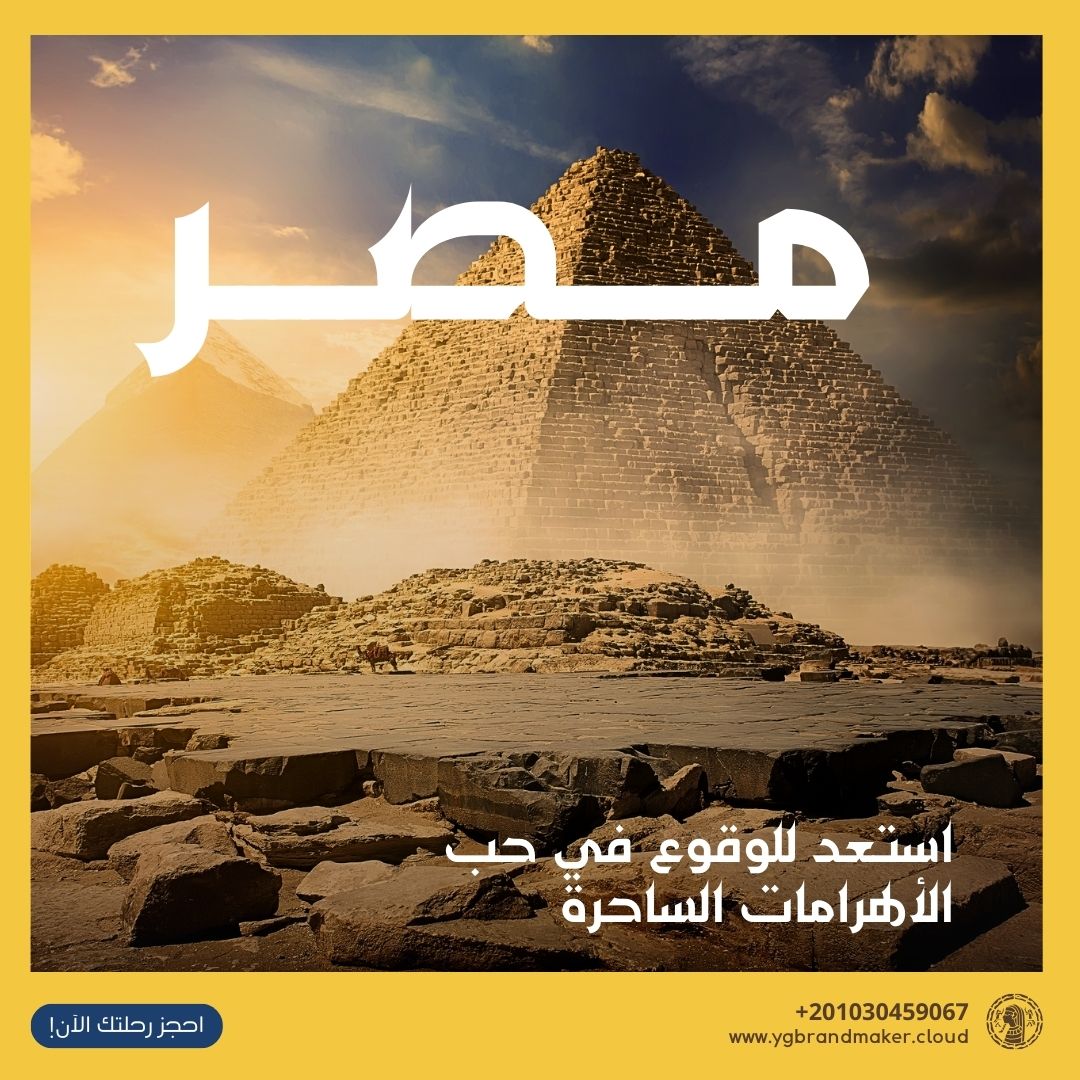 مصر
استعد للوقوع في حب
الأهرامات الساحرة
احجز رحلتك الآن!
+201030459067
www.ygbrandmaker.cloud